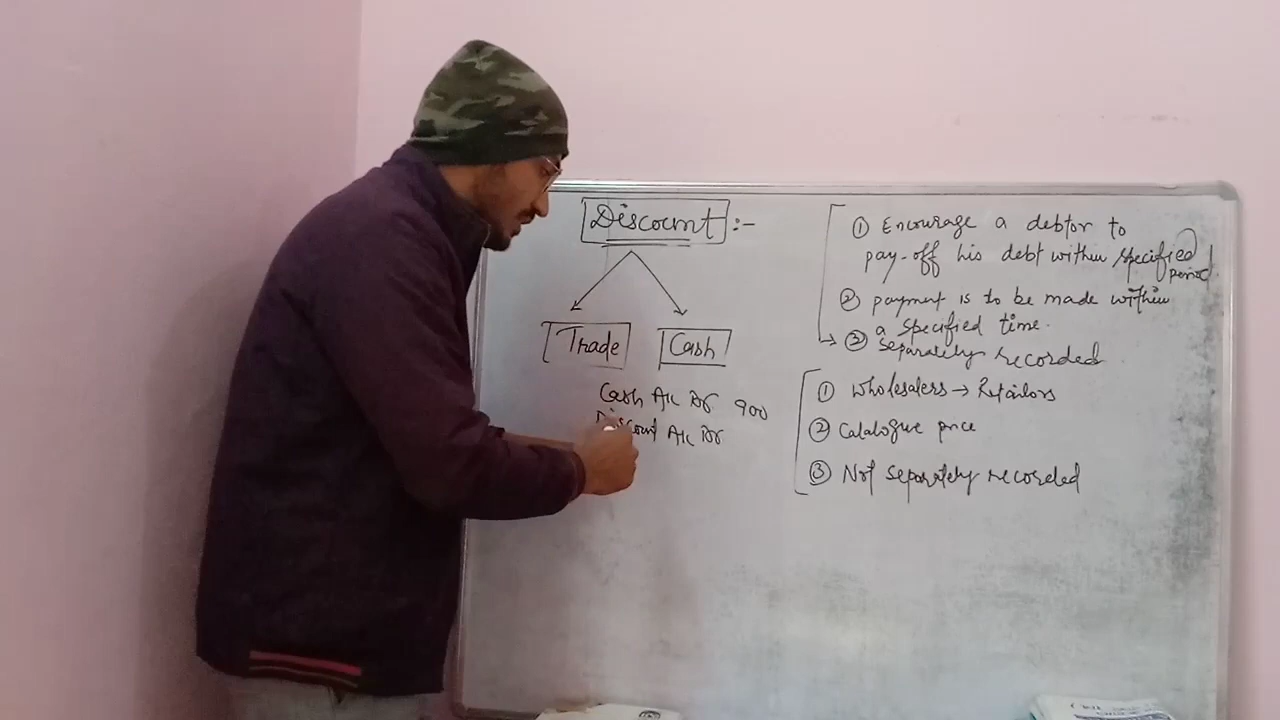 Discount :-
Trade
Cash
Cash A/c Dr 900
Discount A/c Dr
① Encourage a debtor to
pay-off his debt within specified
period.
② payment is to be made within
a specified time.
③ Separately recorded
① Wholesalers → Retailors
② Catalogue price
③ Not separately recorded